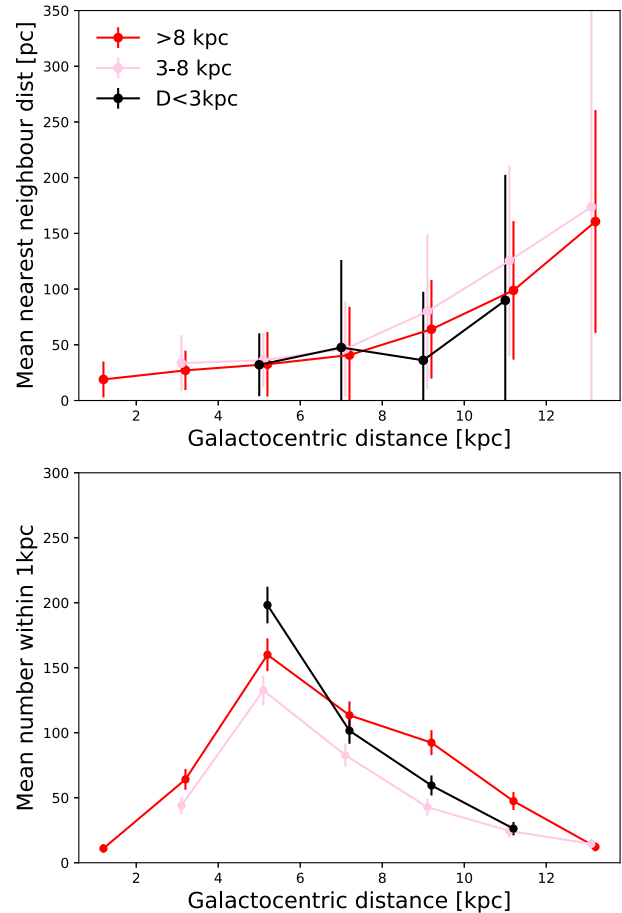 350
300
250
200
150
100
50
0
Mean nearest neighbour dist [pc]
>8 kpc
3-8 kpc
D<3kpc
2 4 6 8 10 12
Galactocentric distance [kpc]
300
250
200
150
100
50
0
Mean number within 1kpc
2 4 6 8 10 12
Galactocentric distance [kpc]